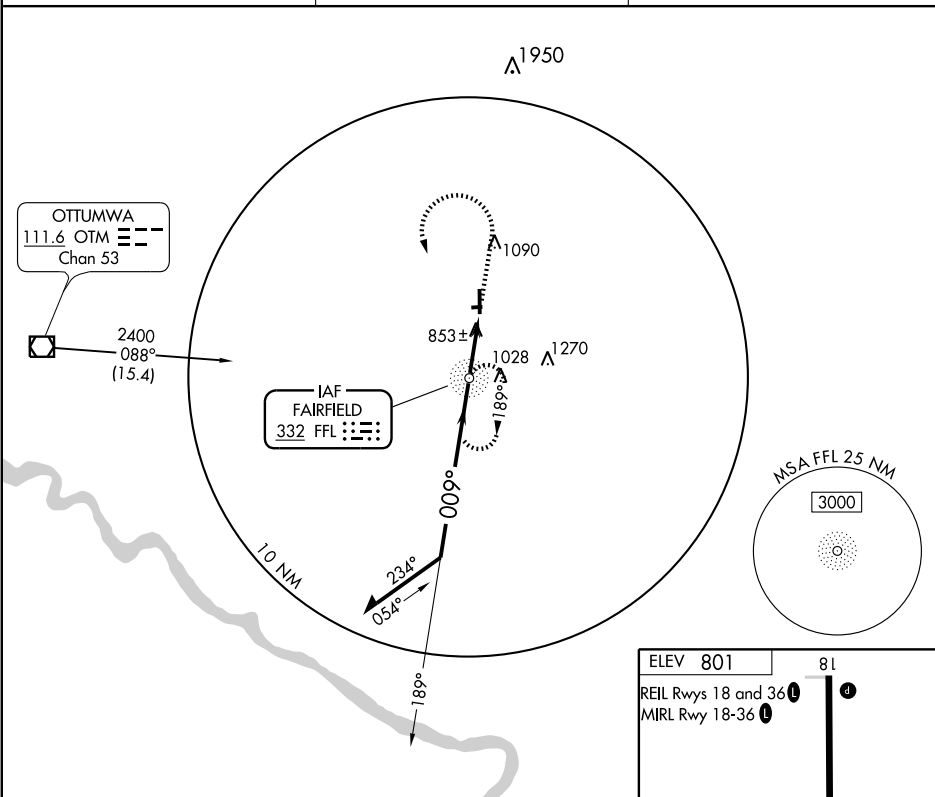 1950
OTTUMWA
111.6 OTM
Chan 53
1090
2400
088°
(15.4)
853±
1028
1270
IAF
FAIRFIELD
332 FFL
189°
009°
MSA FFL 25 NM
3000
10 NM
234°
054°
189°
ELEV 801
18
REIL Rwys 18 and 36 L
MIRL Rwy 18-36 L
P